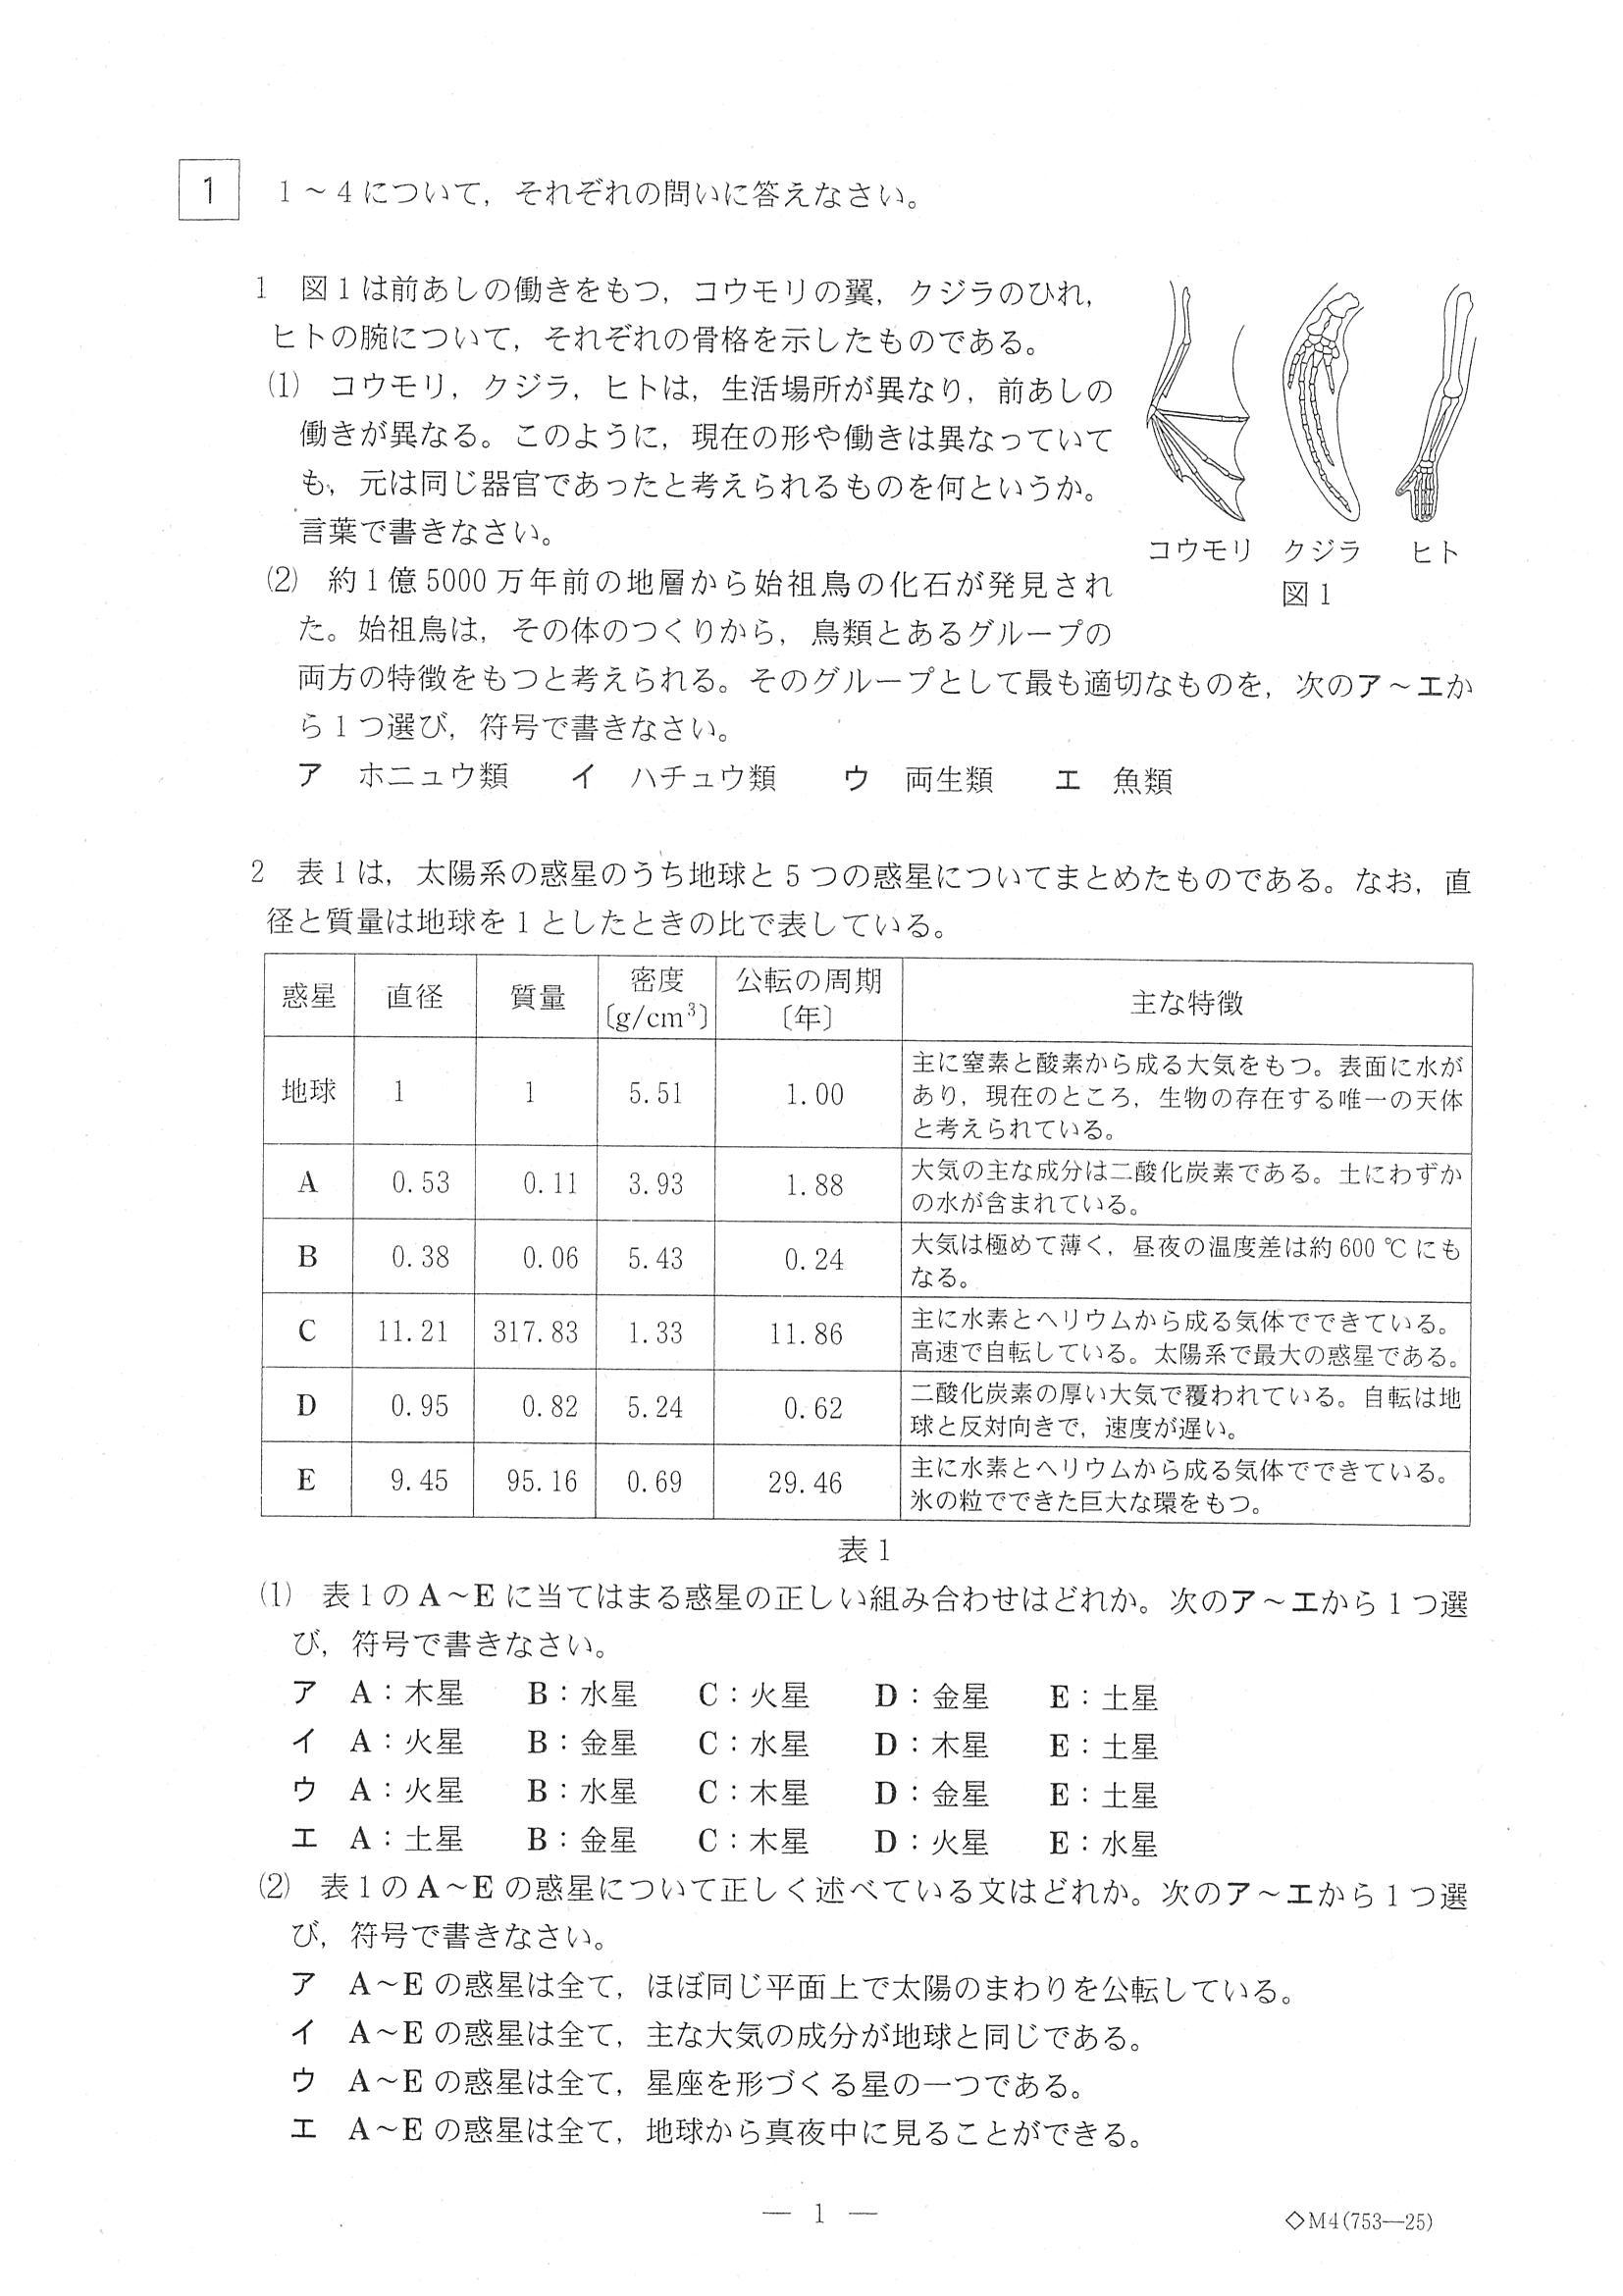 1　1～4について，それぞれの問いに答えなさい。
1　図1は前あしの働きをもつ，コウモリの翼，クジラのひれ，
ヒトの腕について，それぞれの骨格を示したものである。
⑴　コウモリ，クジラ，ヒトは，生活場所が異なり，前あしの
働きが異なる。このように，現在の形や働きは異なっていて
も，元は同じ器官であったと考えられるものを何というか。
言葉で書きなさい。
コウモリ　クジラ　ヒト
図1
⑵　約1億5000万年前の地層から始祖鳥の化石が発見され
た。始祖鳥は，その体のつくりから，鳥類とあるグループの
両方の特徴をもつと考えられる。そのグループとして最も適切なものを，次のア～エか
ら1つ選び，符号で書きなさい。
ア　ホニュウ類　イ　ハチュウ類　ウ　両生類　エ　魚類
2　表1は，太陽系の惑星のうち地球と5つの惑星についてまとめたものである。なお，直
径と質量は地球を1としたときの比で表している。
惑星　直径　質量　密度　公転の周期　主な特徴
〔g/cm³〕　〔年〕
地球　1　1　5.51　1.00　主に窒素と酸素から成る大気をもつ。表面に水が
あり，現在のところ，生物の存在する唯一の天体
と考えられている。
A　0.53　0.11　3.93　1.88　大気の主な成分は二酸化炭素である。土にわずか
の水が含まれている。
B　0.38　0.06　5.43　0.24　大気は極めて薄く，昼夜の温度差は約600℃にも
なる。
C　11.21　317.83　1.33　11.86　主に水素とヘリウムから成る気体でできている。
高速で自転している。太陽系で最大の惑星である。
D　0.95　0.82　5.24　0.62　二酸化炭素の厚い大気で覆われている。自転は地
球と反対向きで，速度が遅い。
E　9.45　95.16　0.69　29.46　主に水素とヘリウムから成る気体でできている。
氷の粒でできた巨大な環をもつ。
表1
⑴　表1のA～Eに当てはまる惑星の正しい組み合わせはどれか。次のア～エから1つ選
び，符号で書きなさい。
ア　A：木星　B：水星　C：火星　D：金星　E：土星
イ　A：火星　B：金星　C：水星　D：木星　E：土星
ウ　A：火星　B：水星　C：木星　D：金星　E：土星
エ　A：土星　B：金星　C：木星　D：火星　E：水星
⑵　表1のA～Eの惑星について正しく述べている文はどれか。次のア～エから1つ選
び，符号で書きなさい。
ア　A～Eの惑星は全て，ほぼ同じ平面上で太陽のまわりを公転している。
イ　A～Eの惑星は全て，主な大気の成分が地球と同じである。
ウ　A～Eの惑星は全て，星座を形づくる星の一つである。
エ　A～Eの惑星は全て，地球から真夜中に見ることができる。
― 1 ―
◇M4(753―25)